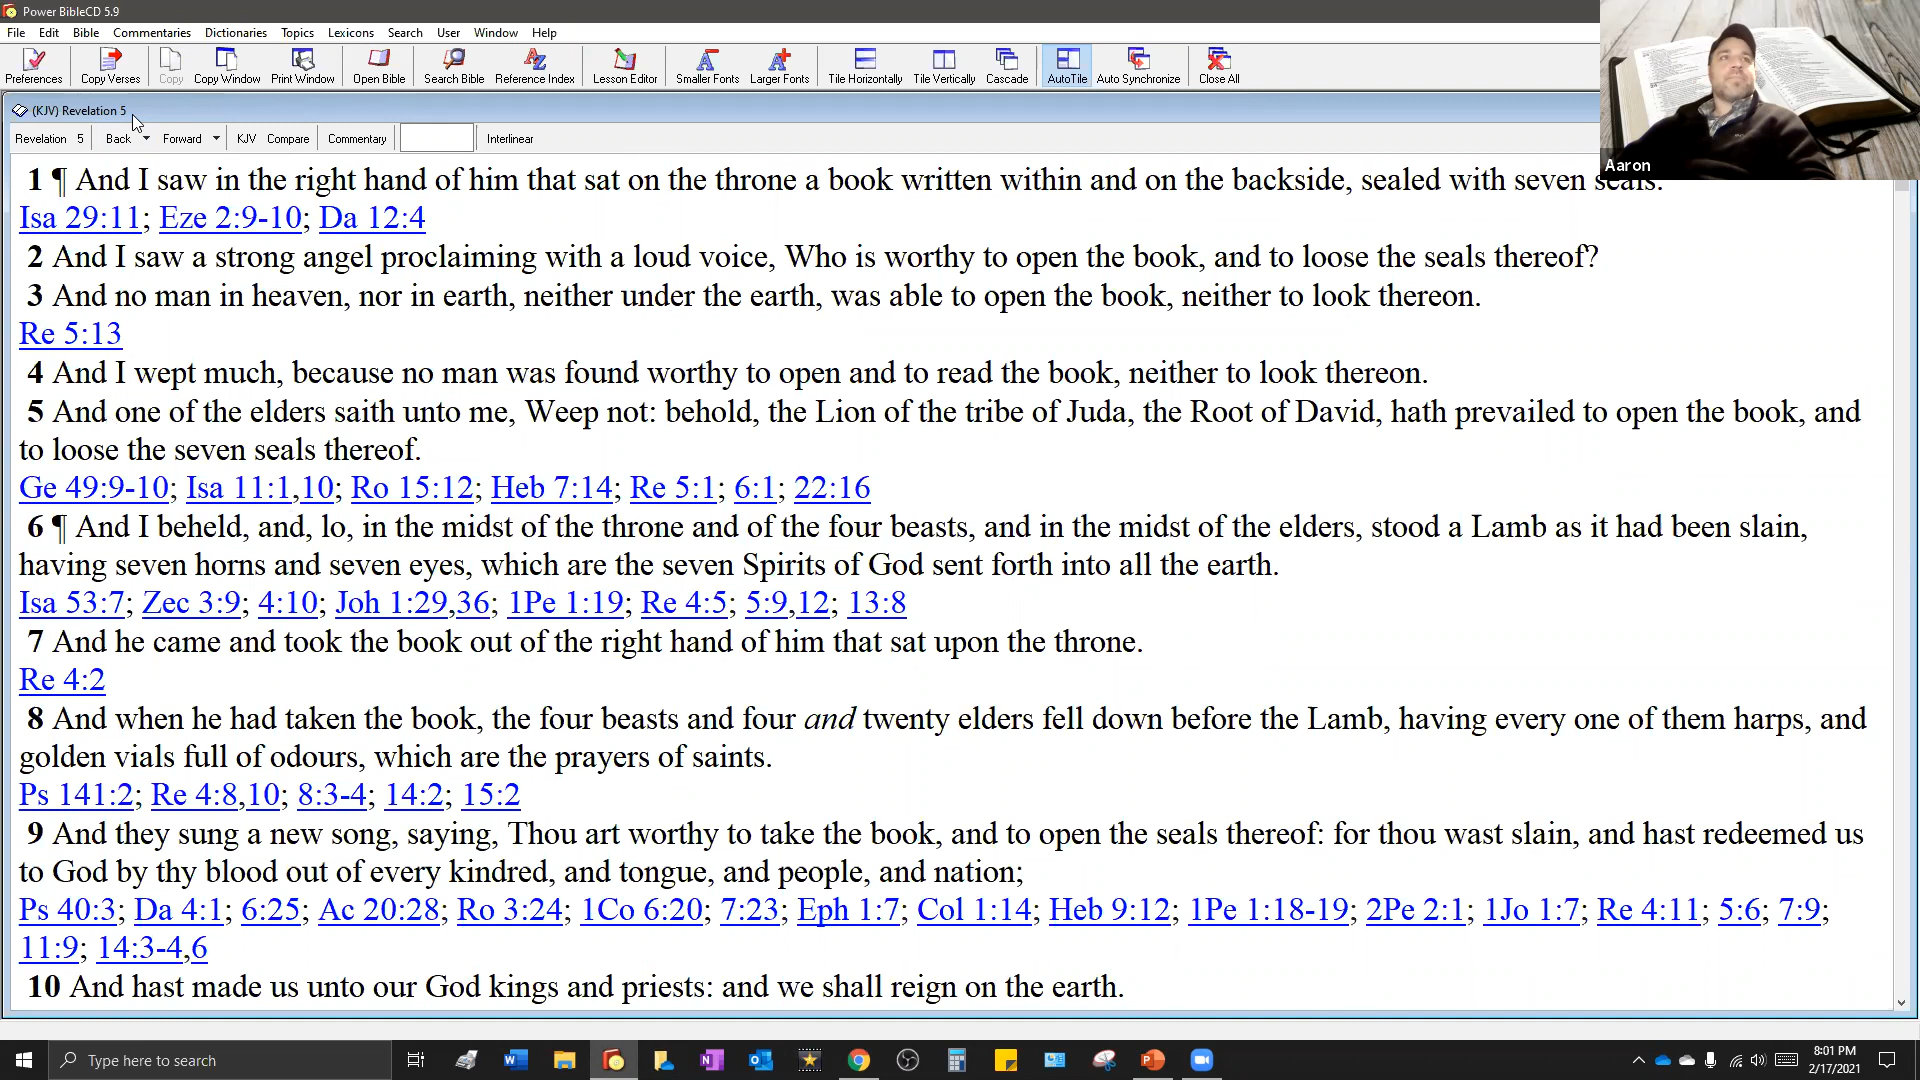 Power BibleCD 5.9
File Edit Bible Commentaries Dictionaries Topics Lexicons Search User Window Help
Preferences Copy Verses Copy Copy Window Print Window Open Bible Search Bible Reference Index Lesson Editor Smaller Fonts Larger Fonts Tile Horizontally Tile Vertically Cascade AutoTile Auto Synchronize Close All
(KJV) Revelation 5
Revelation 5 Back Forward KJV Compare Commentary Interlinear
Aaron
1 ¶ And I saw in the right hand of him that sat on the throne a book written within and on the backside, sealed with seven seals.
Isa 29:11; Eze 2:9-10; Da 12:4
2 And I saw a strong angel proclaiming with a loud voice, Who is worthy to open the book, and to loose the seals thereof?
3 And no man in heaven, nor in earth, neither under the earth, was able to open the book, neither to look thereon.
Re 5:13
4 And I wept much, because no man was found worthy to open and to read the book, neither to look thereon.
5 And one of the elders saith unto me, Weep not: behold, the Lion of the tribe of Juda, the Root of David, hath prevailed to open the book, and
to loose the seven seals thereof.
Ge 49:9-10; Isa 11:1,10; Ro 15:12; Heb 7:14; Re 5:1; 6:1; 22:16
6 ¶ And I beheld, and, lo, in the midst of the throne and of the four beasts, and in the midst of the elders, stood a Lamb as it had been slain,
having seven horns and seven eyes, which are the seven Spirits of God sent forth into all the earth.
Isa 53:7; Zec 3:9; 4:10; Joh 1:29,36; 1Pe 1:19; Re 4:5; 5:9,12; 13:8
7 And he came and took the book out of the right hand of him that sat upon the throne.
Re 4:2
8 And when he had taken the book, the four beasts and four and twenty elders fell down before the Lamb, having every one of them harps, and
golden vials full of odours, which are the prayers of saints.
Ps 141:2; Re 4:8,10; 8:3-4; 14:2; 15:2
9 And they sung a new song, saying, Thou art worthy to take the book, and to open the seals thereof: for thou wast slain, and hast redeemed us
to God by thy blood out of every kindred, and tongue, and people, and nation;
Ps 40:3; Da 4:1; 6:25; Ac 20:28; Ro 3:24; 1Co 6:20; 7:23; Eph 1:7; Col 1:14; Heb 9:12; 1Pe 1:18-19; 2Pe 2:1; 1Jo 1:7; Re 4:11; 5:6; 7:9;
11:9; 14:3-4,6
10 And hast made us unto our God kings and priests: and we shall reign on the earth.
Type here to search
8:01 PM
2/17/2021